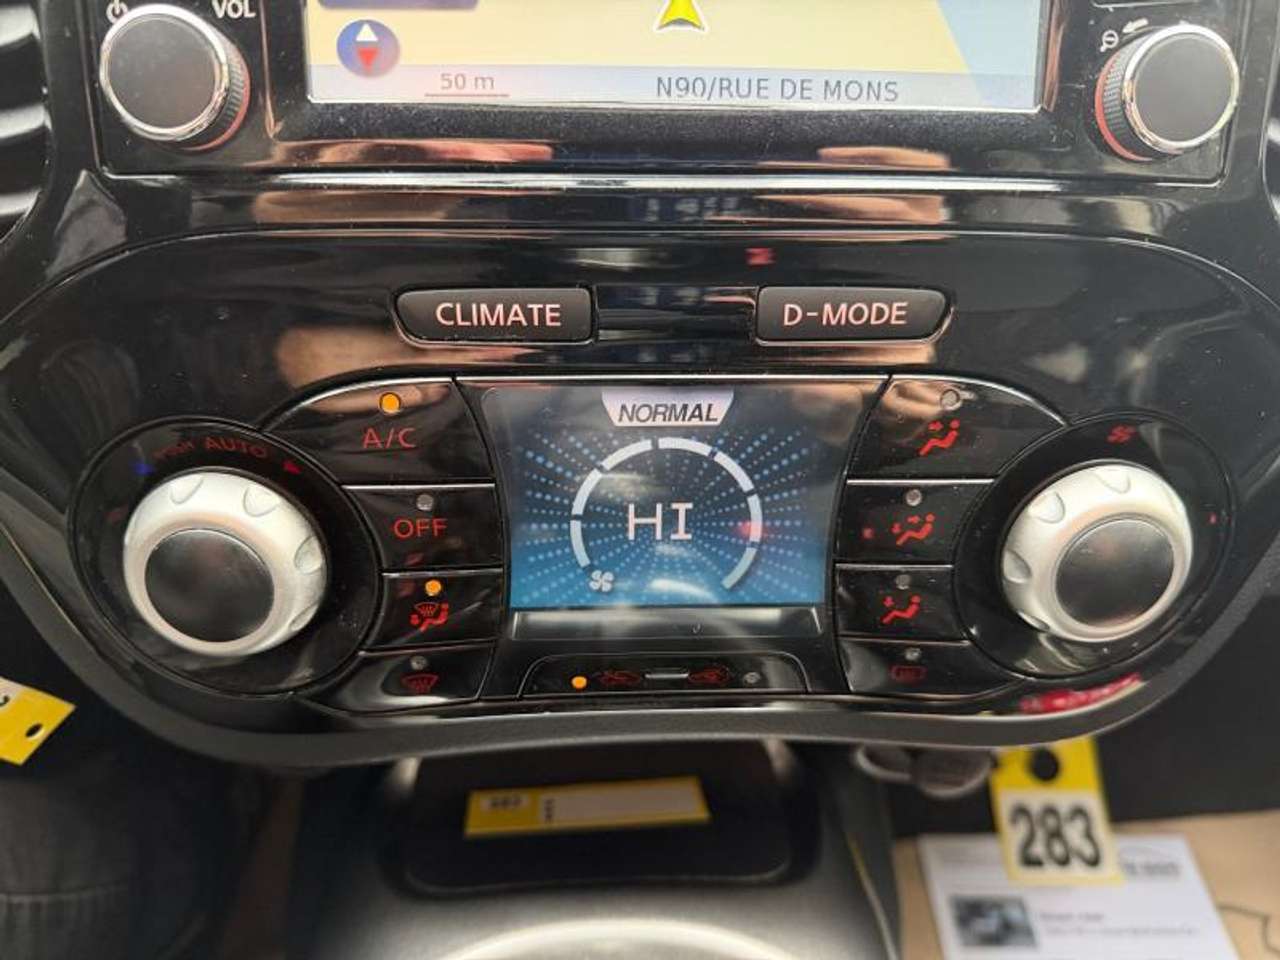 VOL
50 m
N90/RUE DE MONS
CLIMATE
D-MODE
NORMAL
A/C
AUTO
HI
OFF
283